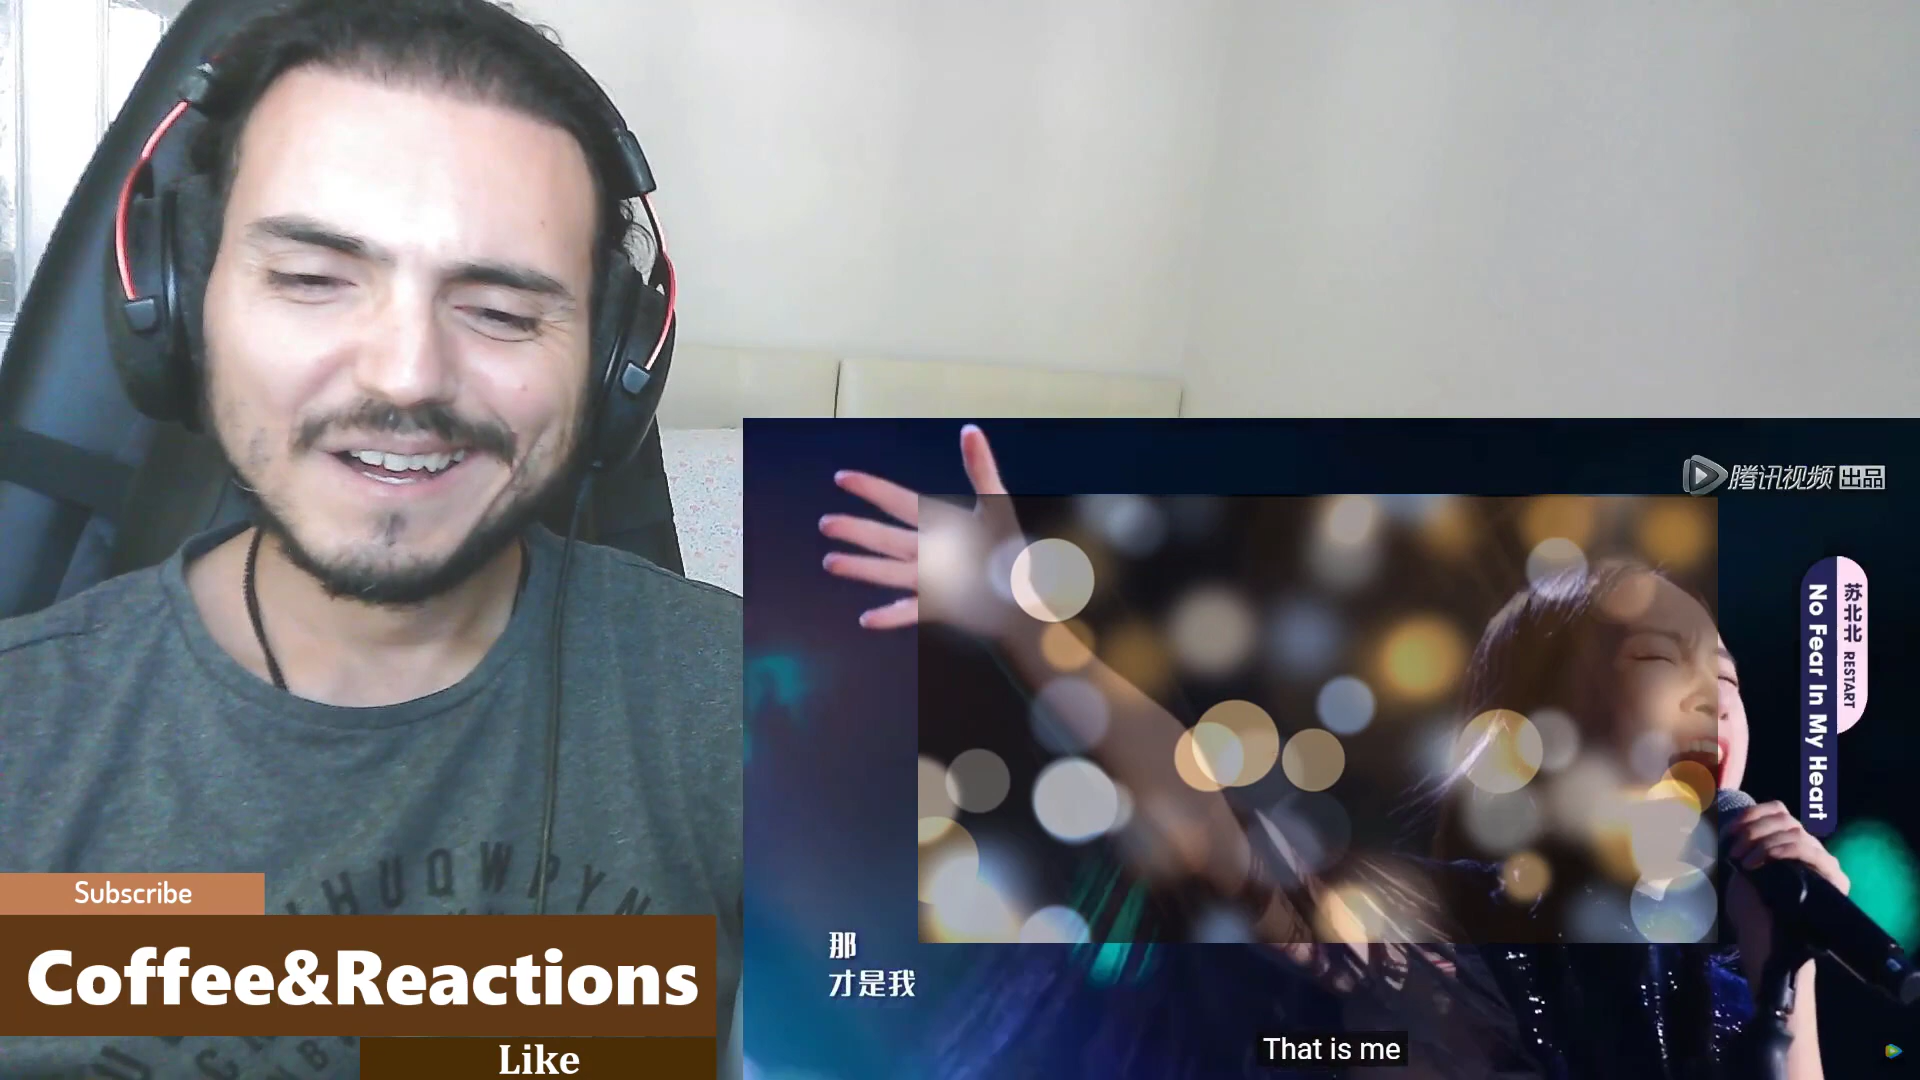 腾讯视频 出品
苏北北 RESTART
No Fear In My Heart
Subscribe
Coffee&Reactions
Like
那
才是我
That is me